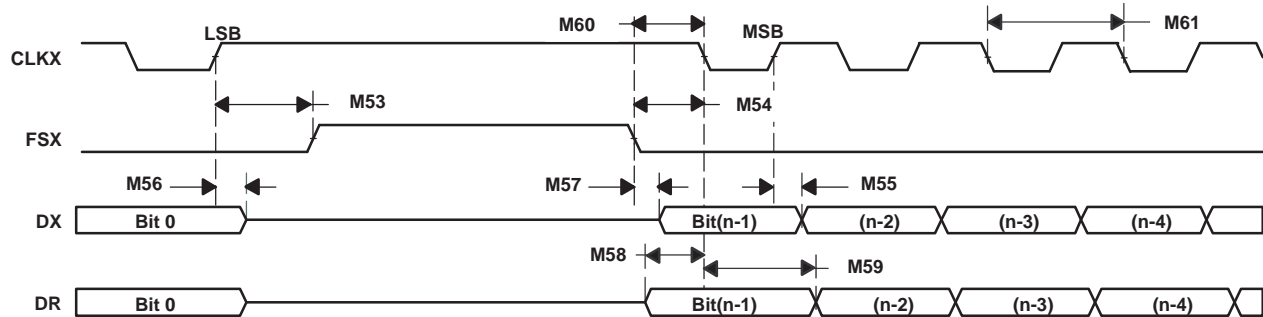 LSB
M60
MSB
M61
CLKX
M53
M54
FSX
M56
M57
M55
DX
Bit 0
Bit(n-1)
(n-2)
(n-3)
(n-4)
M58
M59
DR
Bit 0
Bit(n-1)
(n-2)
(n-3)
(n-4)